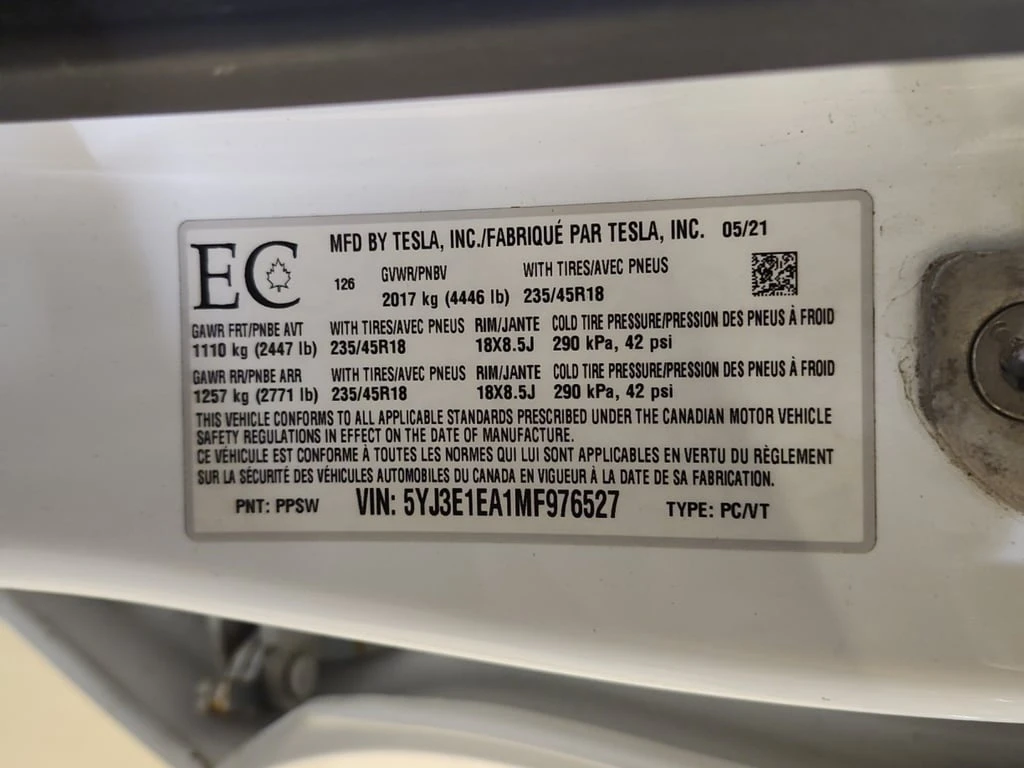 EC
MFD BY TESLA, INC./FABRIQUÉ PAR TESLA, INC. 05/21
126 GVWR/PNBV WITH TIRES/AVEC PNEUS
2017 kg (4446 lb) 235/45R18
GAWR FRT/PNBE AVT WITH TIRES/AVEC PNEUS RIM/JANTE COLD TIRE PRESSURE/PRESSION DES PNEUS À FROID
1110 kg (2447 lb) 235/45R18 18X8.5J 290 kPa, 42 psi
GAWR RR/PNBE ARR WITH TIRES/AVEC PNEUS RIM/JANTE COLD TIRE PRESSURE/PRESSION DES PNEUS À FROID
1257 kg (2771 lb) 235/45R18 18X8.5J 290 kPa, 42 psi
THIS VEHICLE CONFORMS TO ALL APPLICABLE STANDARDS PRESCRIBED UNDER THE CANADIAN MOTOR VEHICLE
SAFETY REGULATIONS IN EFFECT ON THE DATE OF MANUFACTURE.
CE VÉHICULE EST CONFORME À TOUTES LES NORMES QUI LUI SONT APPLICABLES EN VERTU DU RÈGLEMENT
SUR LA SÉCURITÉ DES VÉHICULES AUTOMOBILES DU CANADA EN VIGUEUR À LA DATE DE SA FABRICATION.
PNT: PPSW VIN: 5YJ3E1EA1MF976527 TYPE: PC/VT